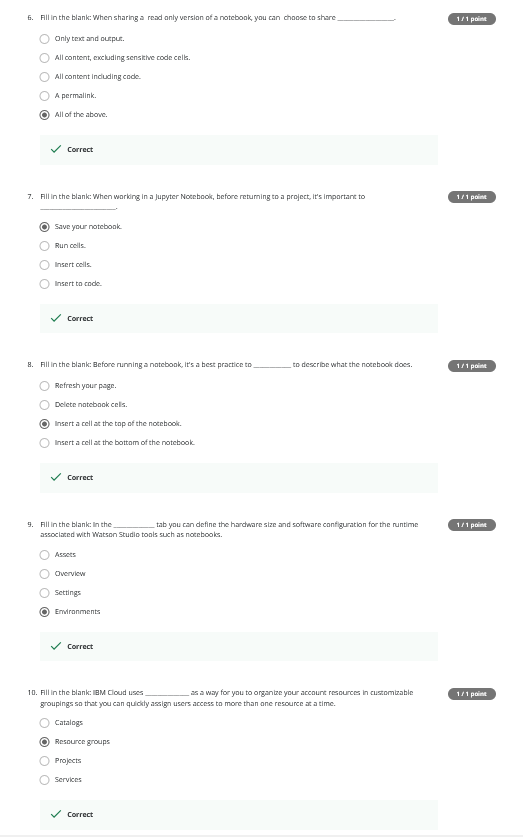 6. Fill in the blank: When sharing a read only version of a notebook, you can choose to share ________________.
1 / 1 point
Only text and output.
All content, excluding sensitive code cells.
All content including code.
A permalink.
All of the above.
Correct
7. Fill in the blank: When working in a Jupyter Notebook, before returning to a project, it's important to
____________________.
1 / 1 point
Save your notebook.
Run cells.
Insert cells.
Insert to code.
Correct
8. Fill in the blank: Before running a notebook, it's a best practice to ___________ to describe what the notebook does.
1 / 1 point
Refresh your page.
Delete notebook cells.
Insert a cell at the top of the notebook.
Insert a cell at the bottom of the notebook.
Correct
9. Fill in the blank: In the ____________ tab you can define the hardware size and software configuration for the runtime
associated with Watson Studio tools such as notebooks.
1 / 1 point
Assets
Overview
Settings
Environments
Correct
10. Fill in the blank: IBM Cloud uses _____________ as a way for you to organize your account resources in customizable
groupings so that you can quickly assign users access to more than one resource at a time.
1 / 1 point
Catalogs
Resource groups
Projects
Services
Correct